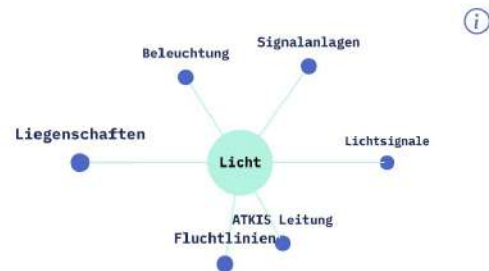 i
Signalanlagen
Beleuchtung
Liegenschaften
Lichtsignale
Licht
ATKIS Leitung
Fluchtlinien